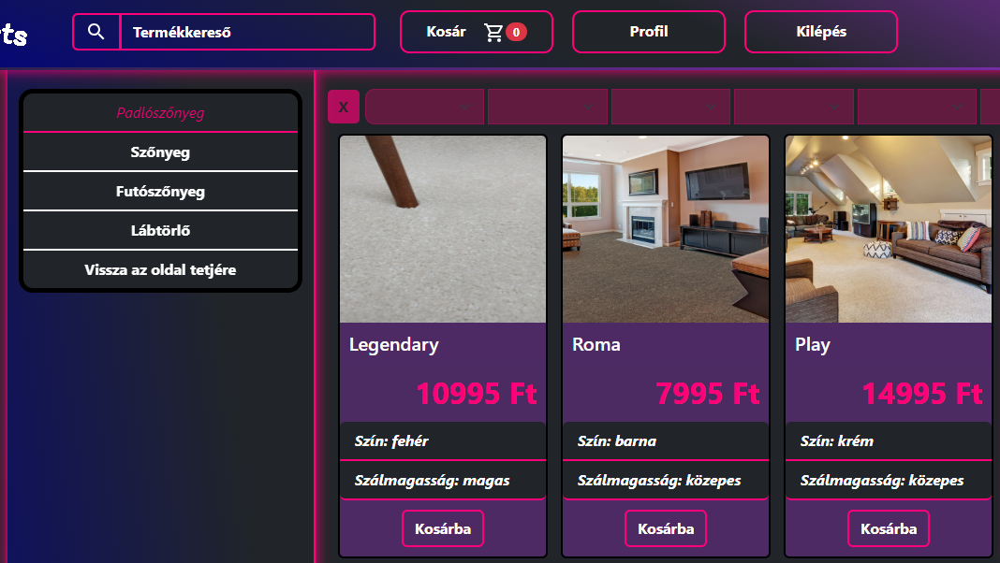 ts
Termékkereső
Kosár 0
Profil
Kilépés
Padlószőnyeg
Szőnyeg
Futószőnyeg
Lábtörlő
Vissza az oldal tetjére
X
Legendary
10995 Ft
Szín: fehér
Szálmagasság: magas
Kosárba
Roma
7995 Ft
Szín: barna
Szálmagasság: közepes
Kosárba
Play
14995 Ft
Szín: krém
Szálmagasság: közepes
Kosárba